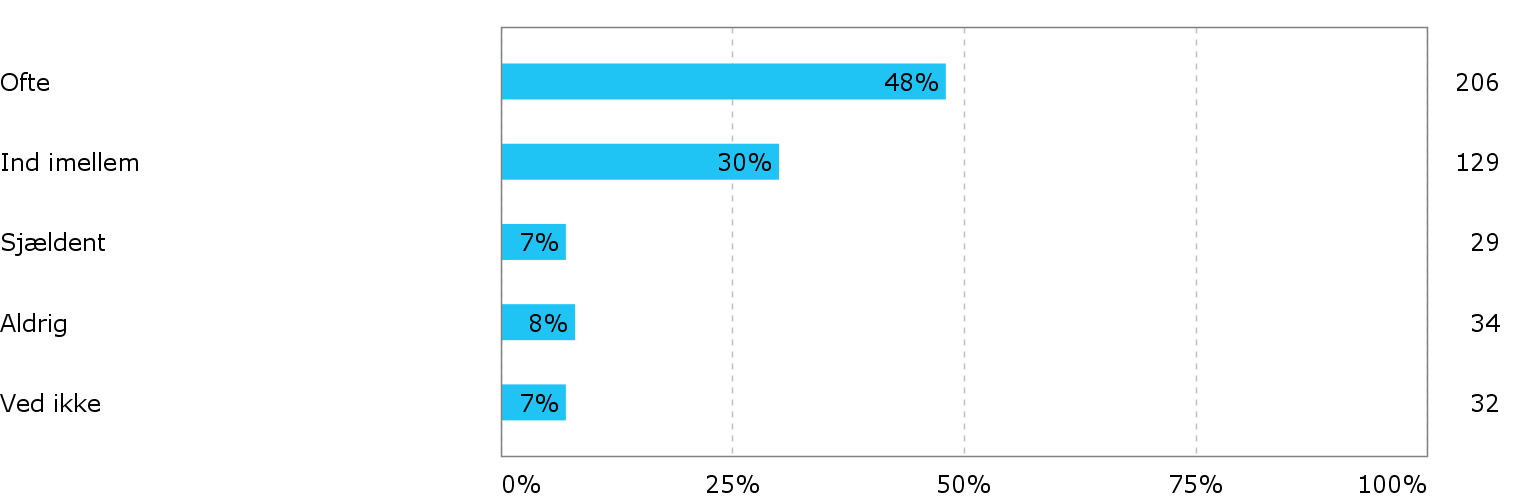 Ofte 48% 206
Ind imellem 30% 129
Sjældent 7% 29
Aldrig 8% 34
Ved ikke 7% 32
0% 25% 50% 75% 100%